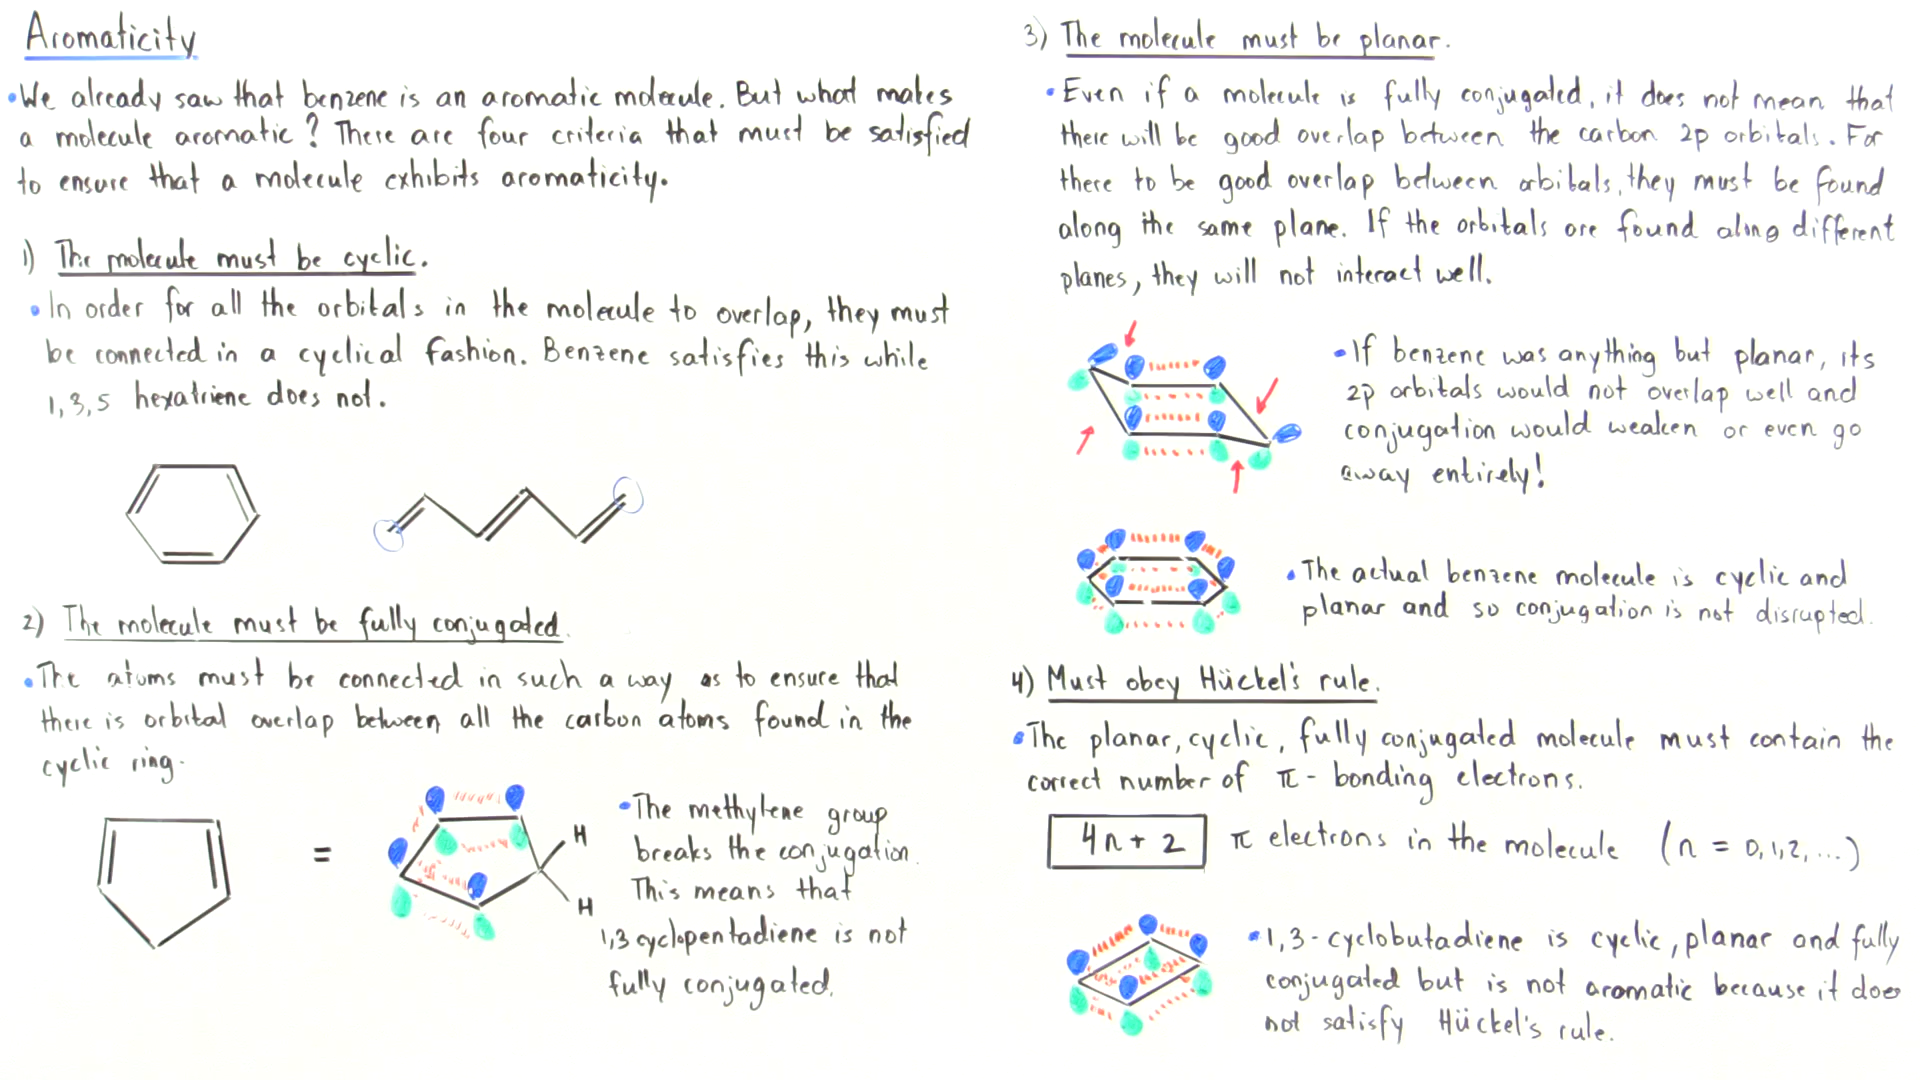 Aromaticity
•We already saw that benzene is an aromatic molecule. But what makes
a molecule aromatic? There are four criteria that must be satisfied
to ensure that a molecule exhibits aromaticity.
1) The molecule must be cyclic.
•In order for all the orbitals in the molecule to overlap, they must
be connected in a cyclical fashion. Benzene satisfies this while
1,3,5 hexatriene does not.
2) The molecule must be fully conjugated.
•The atoms must be connected in such a way as to ensure that
there is orbital overlap between all the carbon atoms found in the
cyclic ring.
=
H
H
•The methylene group
breaks the conjugation.
This means that
1,3 cyclopentadiene is not
fully conjugated.
3) The molecule must be planar.
•Even if a molecule is fully conjugated, it does not mean that
there will be good overlap between the carbon 2p orbitals. For
there to be good overlap between orbitals, they must be found
along the same plane. If the orbitals are found along different
planes, they will not interact well.
•If benzene was anything but planar, its
2p orbitals would not overlap well and
conjugation would weaken or even go
away entirely!
•The actual benzene molecule is cyclic and
planar and so conjugation is not disrupted.
4) Must obey Hückel's rule.
•The planar, cyclic, fully conjugated molecule must contain the
correct number of π-bonding electrons.
4n+2 π electrons in the molecule (n = 0,1,2,...)
•1,3-cyclobutadiene is cyclic, planar and fully
conjugated but is not aromatic because it does
not satisfy Hückel's rule.